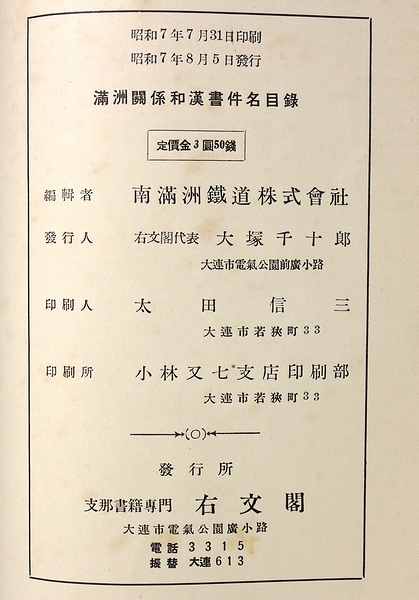 昭和7年7月31日印刷
昭和7年8月5日發行
滿洲關係和漢書件名目錄
定價金3圓50錢
編輯者 南滿洲鐵道株式會社
發行人 右文閣代表 大塚千十郎
大連市電氣公園前廣小路
印刷人 太田信三
大連市若狹町33
印刷所 小林又七支店印刷部
大連市若狹町33
發行所
支那書籍專門 右文閣
大連市電氣公園廣小路
電話 3315
振替 大連613